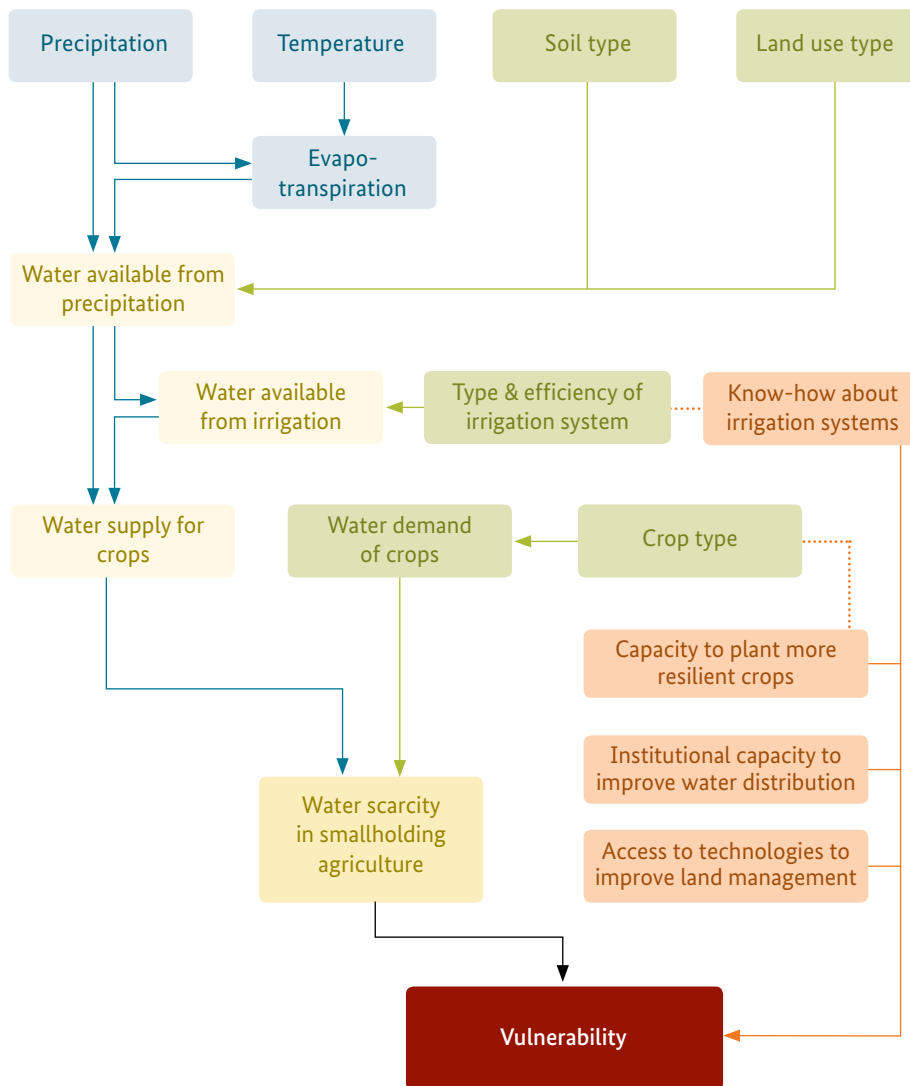 Precipitation
Temperature
Soil type
Land use type
Evapo-
transpiration
Water available from
precipitation
Water available
from irrigation
Type & efficiency of
irrigation system
Know-how about
irrigation systems
Water supply for
crops
Water demand
of crops
Crop type
Capacity to plant more
resilient crops
Institutional capacity to
improve water distribution
Water scarcity
in smallholding
agriculture
Access to technologies to
improve land management
Vulnerability